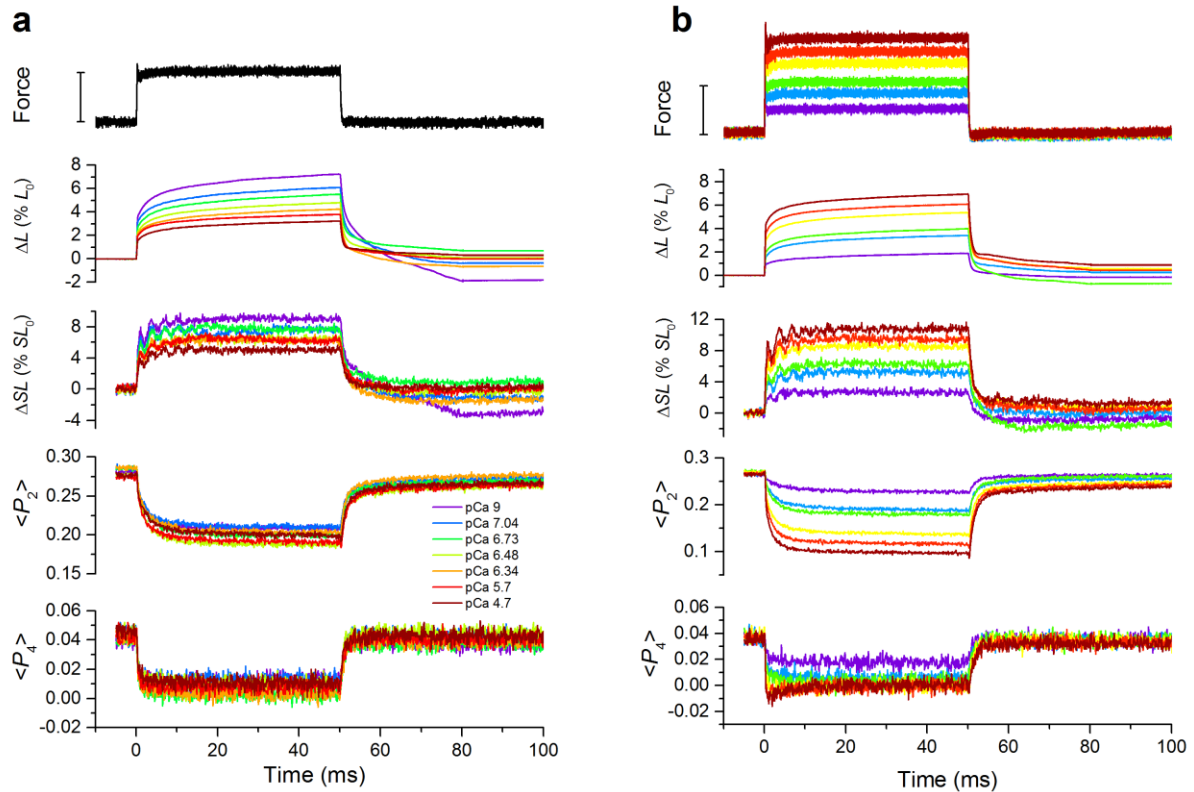 a
Force
ΔL (% L0)
8
6
4
2
0
-2
ΔSL (% SL0)
8
4
0
-4
<P2>
0.30
0.25
0.20
0.15
pCa 9
pCa 7.04
pCa 6.73
pCa 6.48
pCa 6.34
pCa 5.7
pCa 4.7
<P4>
0.06
0.04
0.02
0.00
-0.02
0 20 40 60 80 100
Time (ms)
b
Force
ΔL (% L0)
8
6
4
2
0
ΔSL (% SL0)
12
8
4
0
<P2>
0.3
0.2
0.1
<P4>
0.06
0.04
0.02
0.00
-0.02
0 20 40 60 80 100
Time (ms)